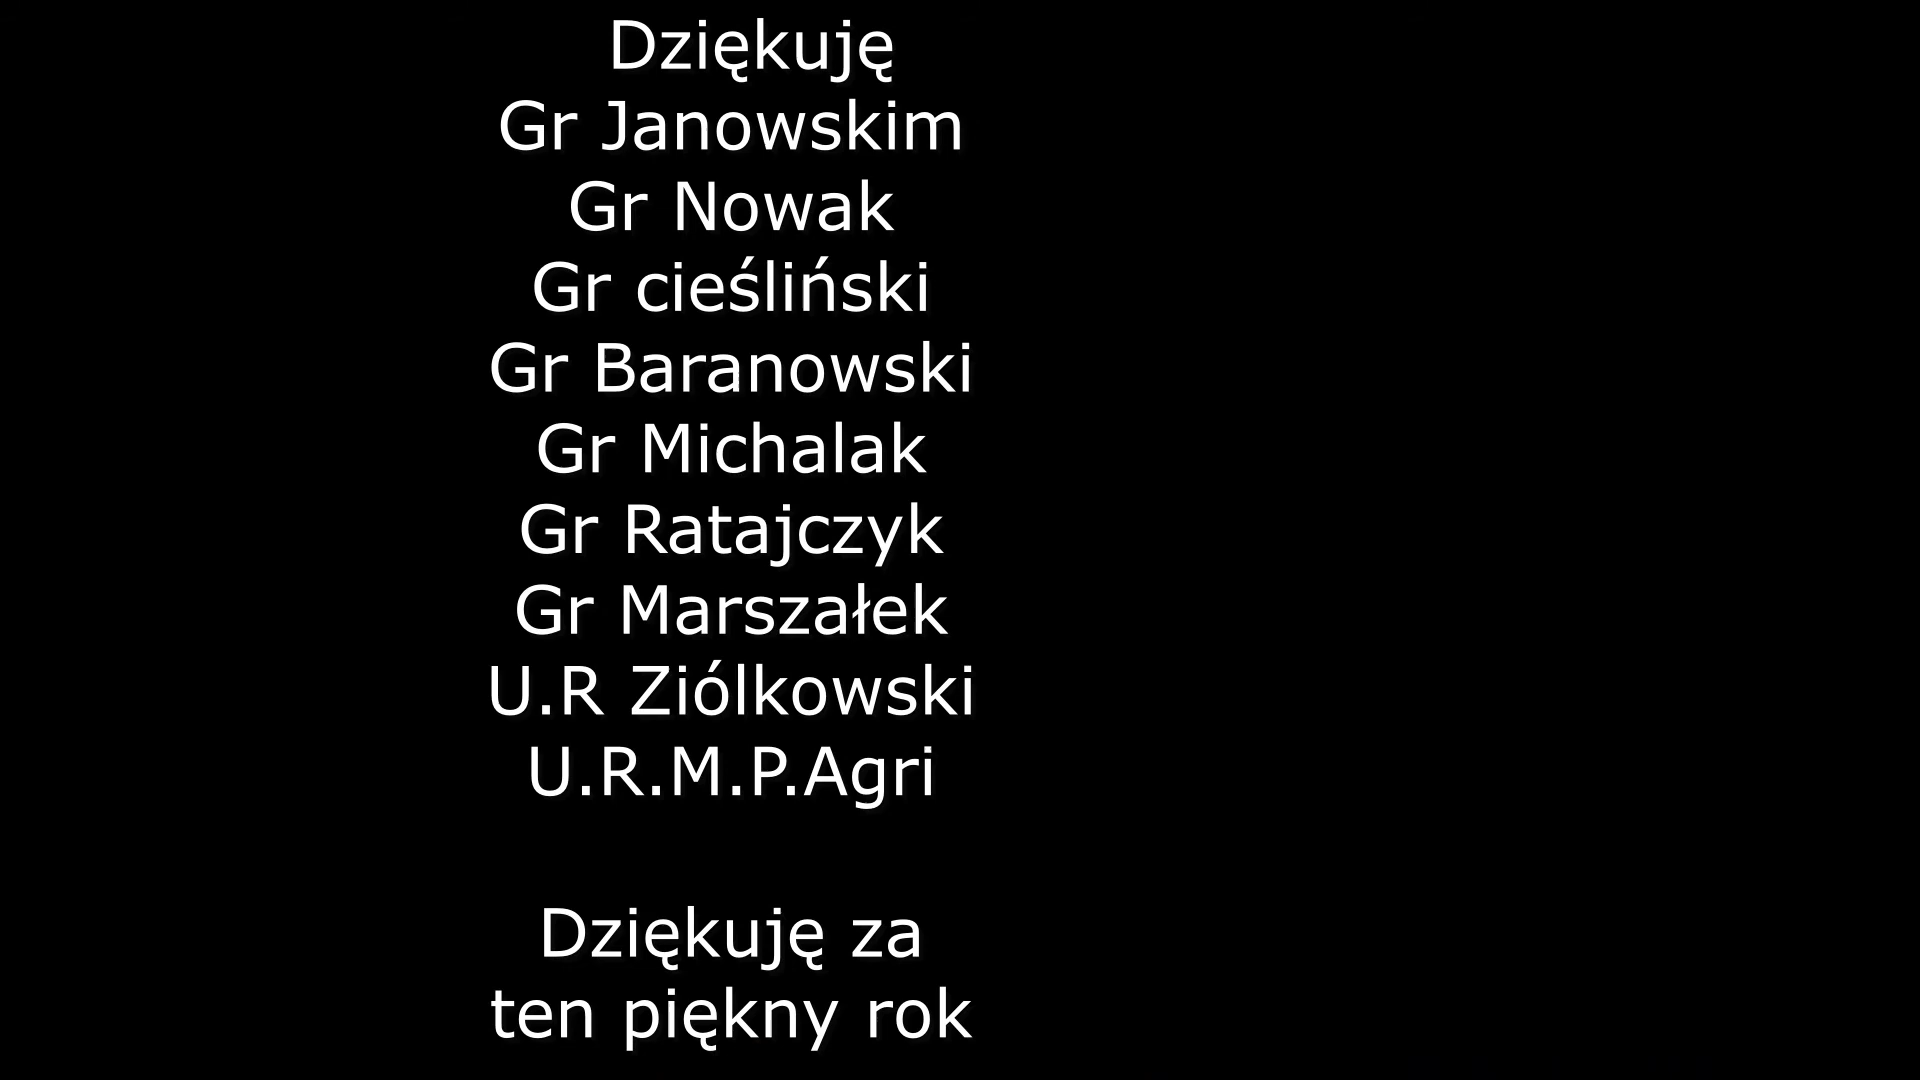 Dziękuję
Gr Janowskim
Gr Nowak
Gr cieśliński
Gr Baranowski
Gr Michalak
Gr Ratajczyk
Gr Marszałek
U.R Ziólkowski
U.R.M.P.Agri
Dziękuję za
ten piękny rok